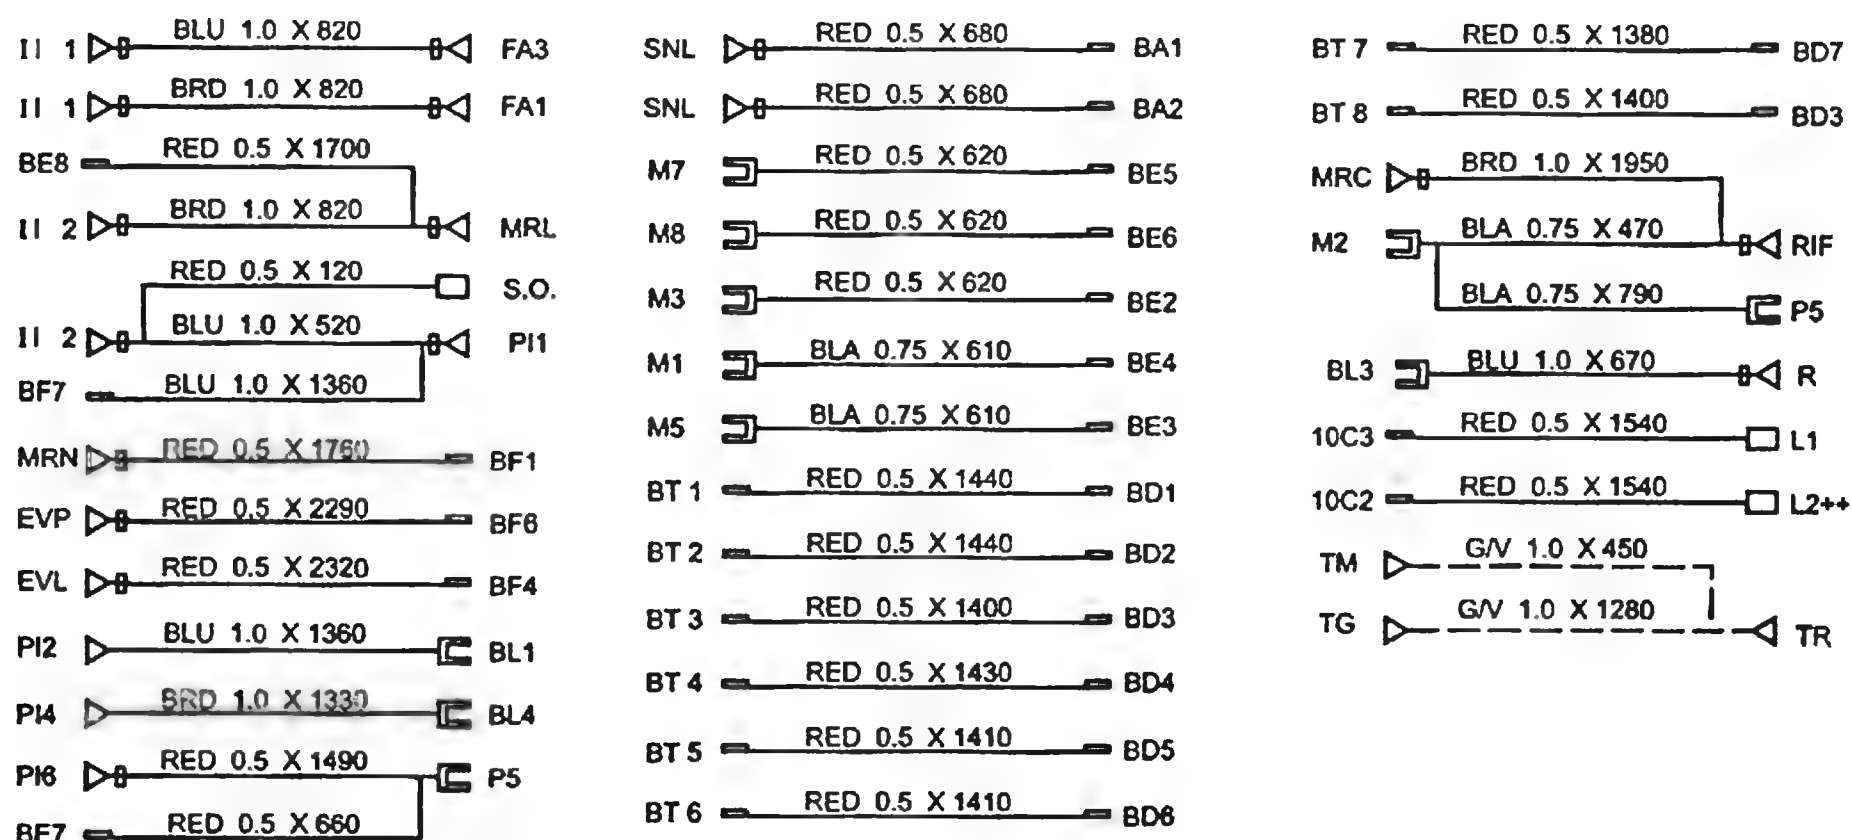 II 1 BLU 1.0 X 820 FA3
II 1 BRD 1.0 X 820 FA1
BE8 RED 0.5 X 1700
II 2 BRD 1.0 X 820 MRL
RED 0.5 X 120 S.O.
II 2 BLU 1.0 X 520 PI1
BF7 BLU 1.0 X 1360
MRN RED 0.5 X 1760 BF1
EVP RED 0.5 X 2290 BF6
EVL RED 0.5 X 2320 BF4
PI2 BLU 1.0 X 1360 BL1
PI4 BRD 1.0 X 1330 BL4
PI6 RED 0.5 X 1490 P5
RED 0.5 X 660
SNL RED 0.5 X 680 BA1
SNL RED 0.5 X 680 BA2
M7 RED 0.5 X 620 BE5
M8 RED 0.5 X 620 BE6
M3 RED 0.5 X 620 BE2
M1 BLA 0.75 X 610 BE4
M5 BLA 0.75 X 610 BE3
BT 1 RED 0.5 X 1440 BD1
BT 2 RED 0.5 X 1440 BD2
BT 3 RED 0.5 X 1400 BD3
BT 4 RED 0.5 X 1430 BD4
BT 5 RED 0.5 X 1410 BD5
BT 6 RED 0.5 X 1410 BD6
BT 7 RED 0.5 X 1380 BD7
BT 8 RED 0.5 X 1400 BD3
MRC BRD 1.0 X 1950
M2 BLA 0.75 X 470 RIF
BLA 0.75 X 790 P5
BL3 BLU 1.0 X 670 R
10C3 RED 0.5 X 1540 L1
10C2 RED 0.5 X 1540 L2++
TM G/V 1.0 X 450
TG G/V 1.0 X 1280 TR